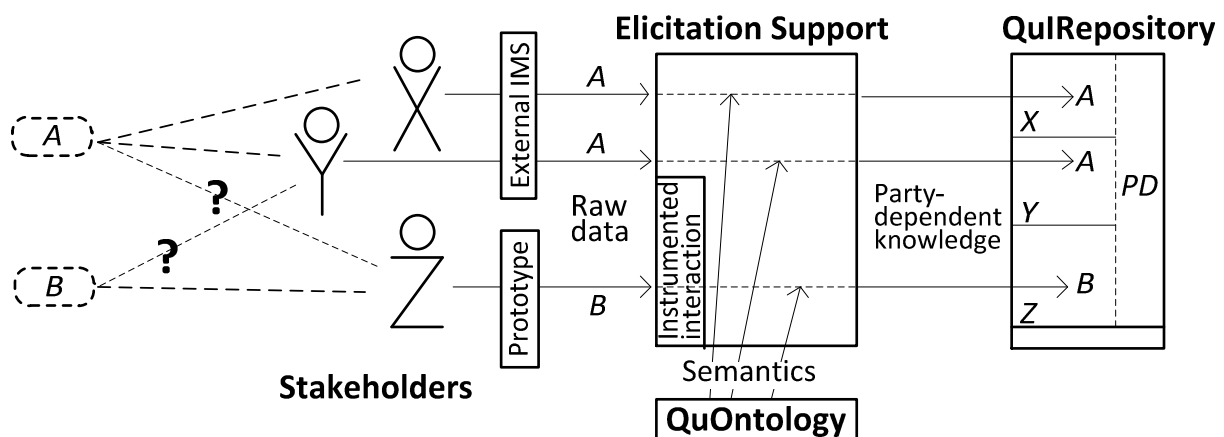 Elicitation Support
QuIRepository
External IMS
A
A
A
X
A
A
PD
?
Raw
data
Instrumented
interaction
Party-
dependent
knowledge
Y
?
B
Prototype
B
B
Z
Stakeholders
Semantics
QuOntology